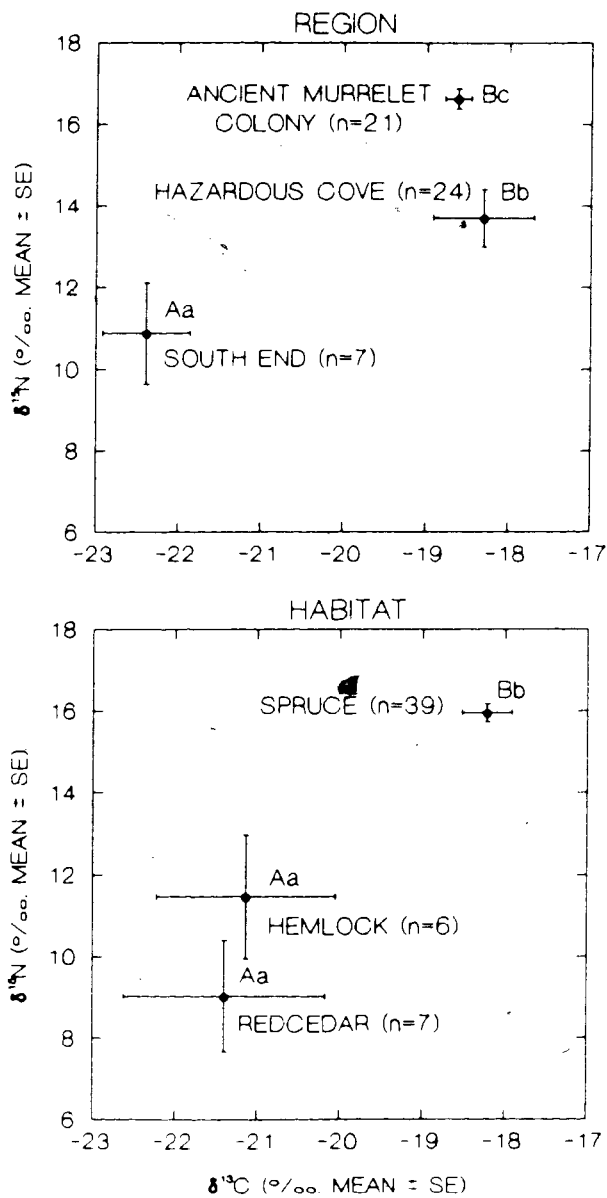 REGION
18
16
14
12
10
8
6
δ¹⁵N (°/oo. MEAN ± SE)
ANCIENT MURRELET Bc
COLONY (n=21)
HAZARDOUS COVE (n=24) Bb
Aa
SOUTH END (n=7)
-23 -22 -21 -20 -19 -18 -17
HABITAT
18
16
14
12
10
8
6
δ¹⁵N (°/oo. MEAN ± SE)
Bb
SPRUCE (n=39)
Aa
HEMLOCK (n=6)
Aa
REDCEDAR (n=7)
-23 -22 -21 -20 -19 -18 -17
δ¹³C (°/oo. MEAN ± SE)